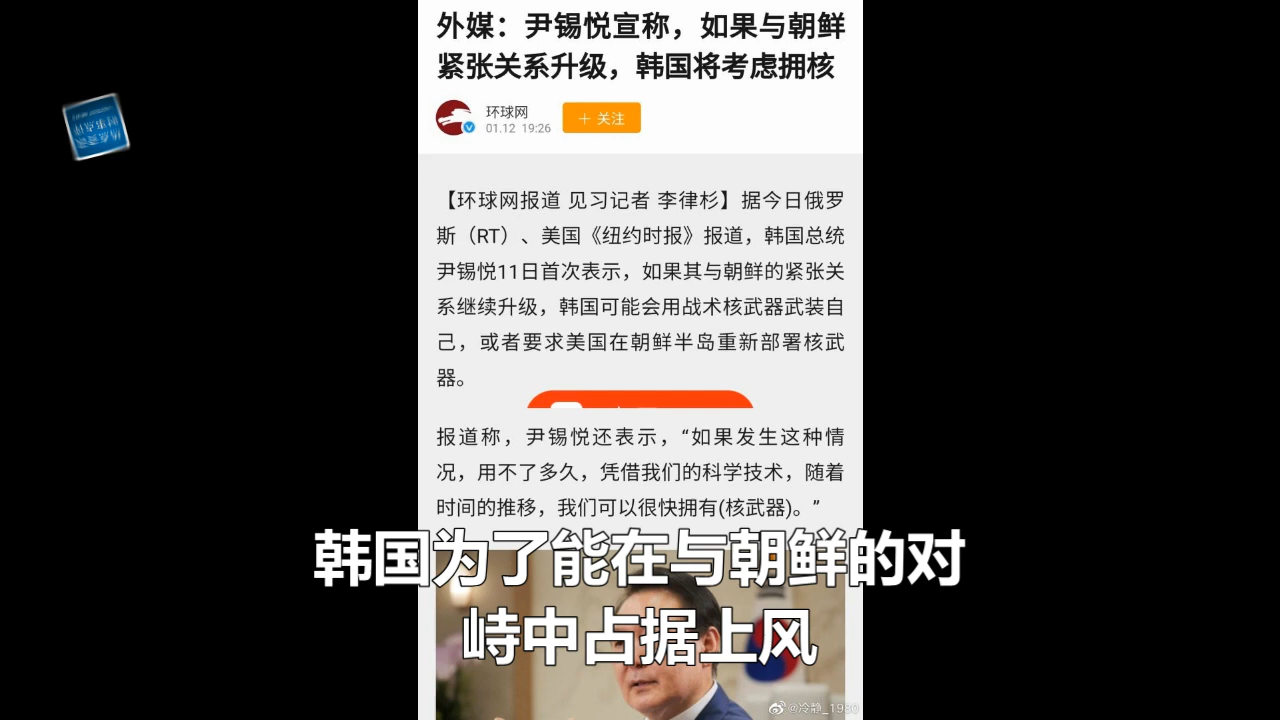 外媒：尹锡悦宣称，如果与朝鲜
紧张关系升级，韩国将考虑拥核
环球网
01.12 19:26
＋ 关注
【环球网报道 见习记者 李律杉】据今日俄罗
斯（RT）、美国《纽约时报》报道，韩国总统
尹锡悦11日首次表示，如果其与朝鲜的紧张关
系继续升级，韩国可能会用战术核武器武装自
己，或者要求美国在朝鲜半岛重新部署核武
器。
报道称，尹锡悦还表示，“如果发生这种情
况，用不了多久，凭借我们的科学技术，随着
时间的推移，我们可以很快拥有(核武器)。”
韩国为了能在与朝鲜的对
峙中占据上风
@冷静_1980